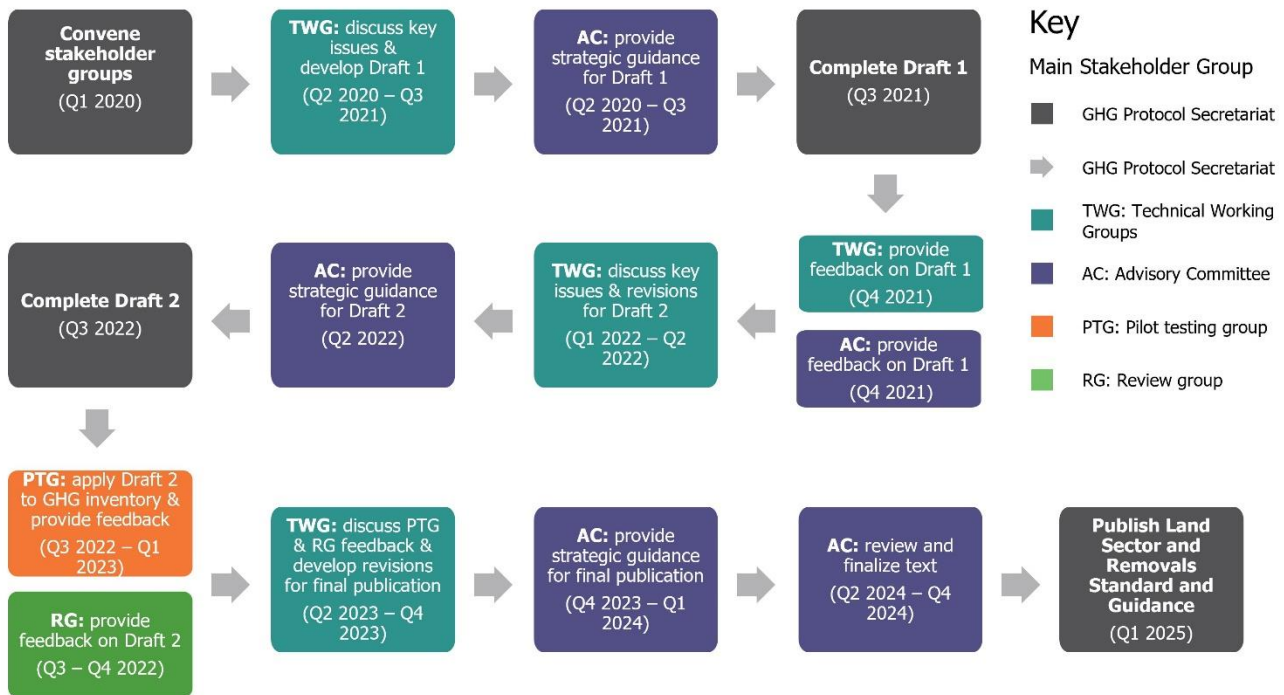 Convene
stakeholder
groups
(Q1 2020)
TWG: discuss key
issues &
develop Draft 1
(Q2 2020 – Q3
2021)
AC: provide
strategic guidance
for Draft 1
(Q2 2020 – Q3
2021)
Complete Draft 1
(Q3 2021)
TWG: provide
feedback on Draft 1
(Q4 2021)
AC: provide
feedback on Draft 1
(Q4 2021)
TWG: discuss key
issues & revisions
for Draft 2
(Q1 2022 – Q2
2022)
AC: provide
strategic guidance
for Draft 2
(Q2 2022)
Complete Draft 2
(Q3 2022)
PTG: apply Draft 2
to GHG inventory &
provide feedback
(Q3 2022 – Q1
2023)
RG: provide
feedback on Draft 2
(Q3 – Q4 2022)
TWG: discuss PTG
& RG feedback &
develop revisions
for final publication
(Q2 2023 – Q4
2023)
AC: provide
strategic guidance
for final publication
(Q4 2023 – Q1
2024)
AC: review and
finalize text
(Q2 2024 – Q4
2024)
Publish Land
Sector and
Removals
Standard and
Guidance
(Q1 2025)
Key
Main Stakeholder Group
GHG Protocol Secretariat
GHG Protocol Secretariat
TWG: Technical Working
Groups
AC: Advisory Committee
PTG: Pilot testing group
RG: Review group